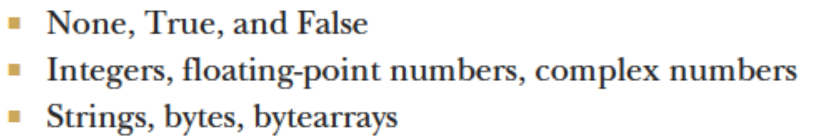 ▪ None, True, and False
▪ Integers, floating-point numbers, complex numbers
▪ Strings, bytes, bytearrays